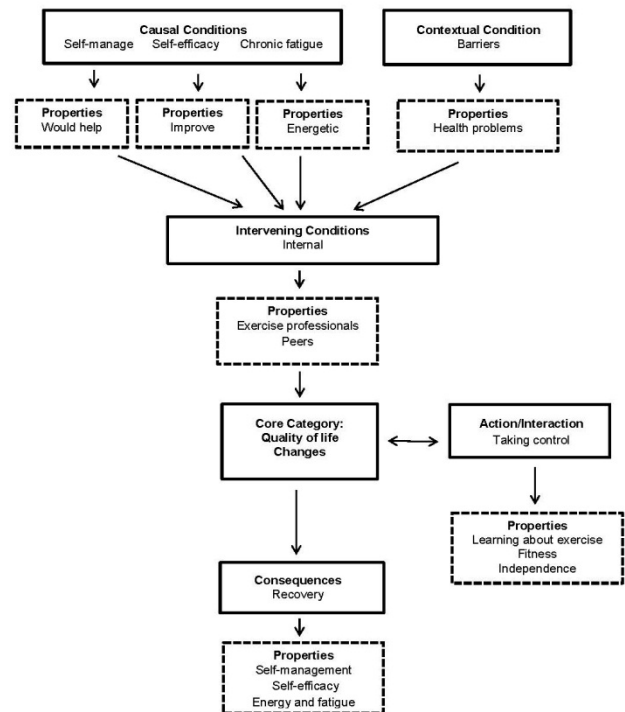 Causal Conditions
Self-manage Self-efficacy Chronic fatigue
Contextual Condition
Barriers
Properties
Would help
Properties
Improve
Properties
Energetic
Properties
Health problems
Intervening Conditions
Internal
Properties
Exercise professionals
Peers
Core Category:
Quality of life
Changes
Action/Interaction
Taking control
Properties
Learning about exercise
Fitness
Independence
Consequences
Recovery
Properties
Self-management
Self-efficacy
Energy and fatigue